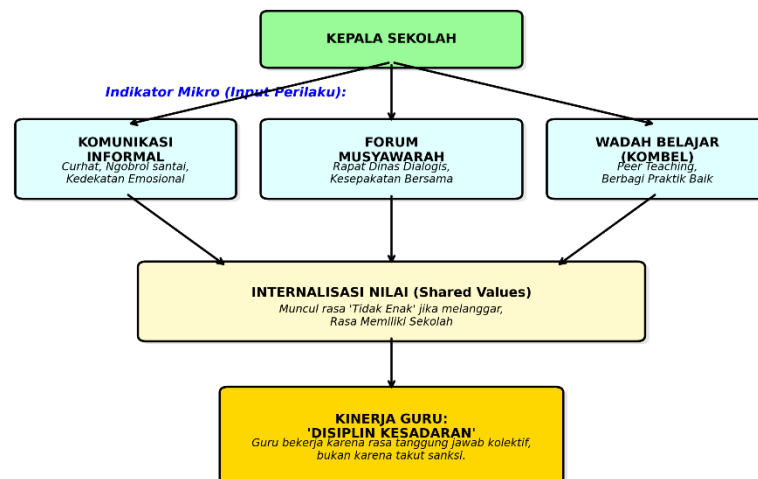 KEPALA SEKOLAH
Indikator Mikro (Input Perilaku):
KOMUNIKASI
INFORMAL
Curhat, Ngobrol santai,
Kedekatan Emosional
FORUM
MUSYAWARAH
Rapat Dinas Dialogis,
Kesepakatan Bersama
WADAH BELAJAR
(KOMBEL)
Peer Teaching,
Berbagi Praktik Baik
INTERNALISASI NILAI (Shared Values)
Muncul rasa 'Tidak Enak' jika melanggar,
Rasa Memiliki Sekolah
KINERJA GURU:
'DISIPLIN KESADARAN'
Guru bekerja karena rasa tanggung jawab kolektif,
bukan karena takut sanksi.